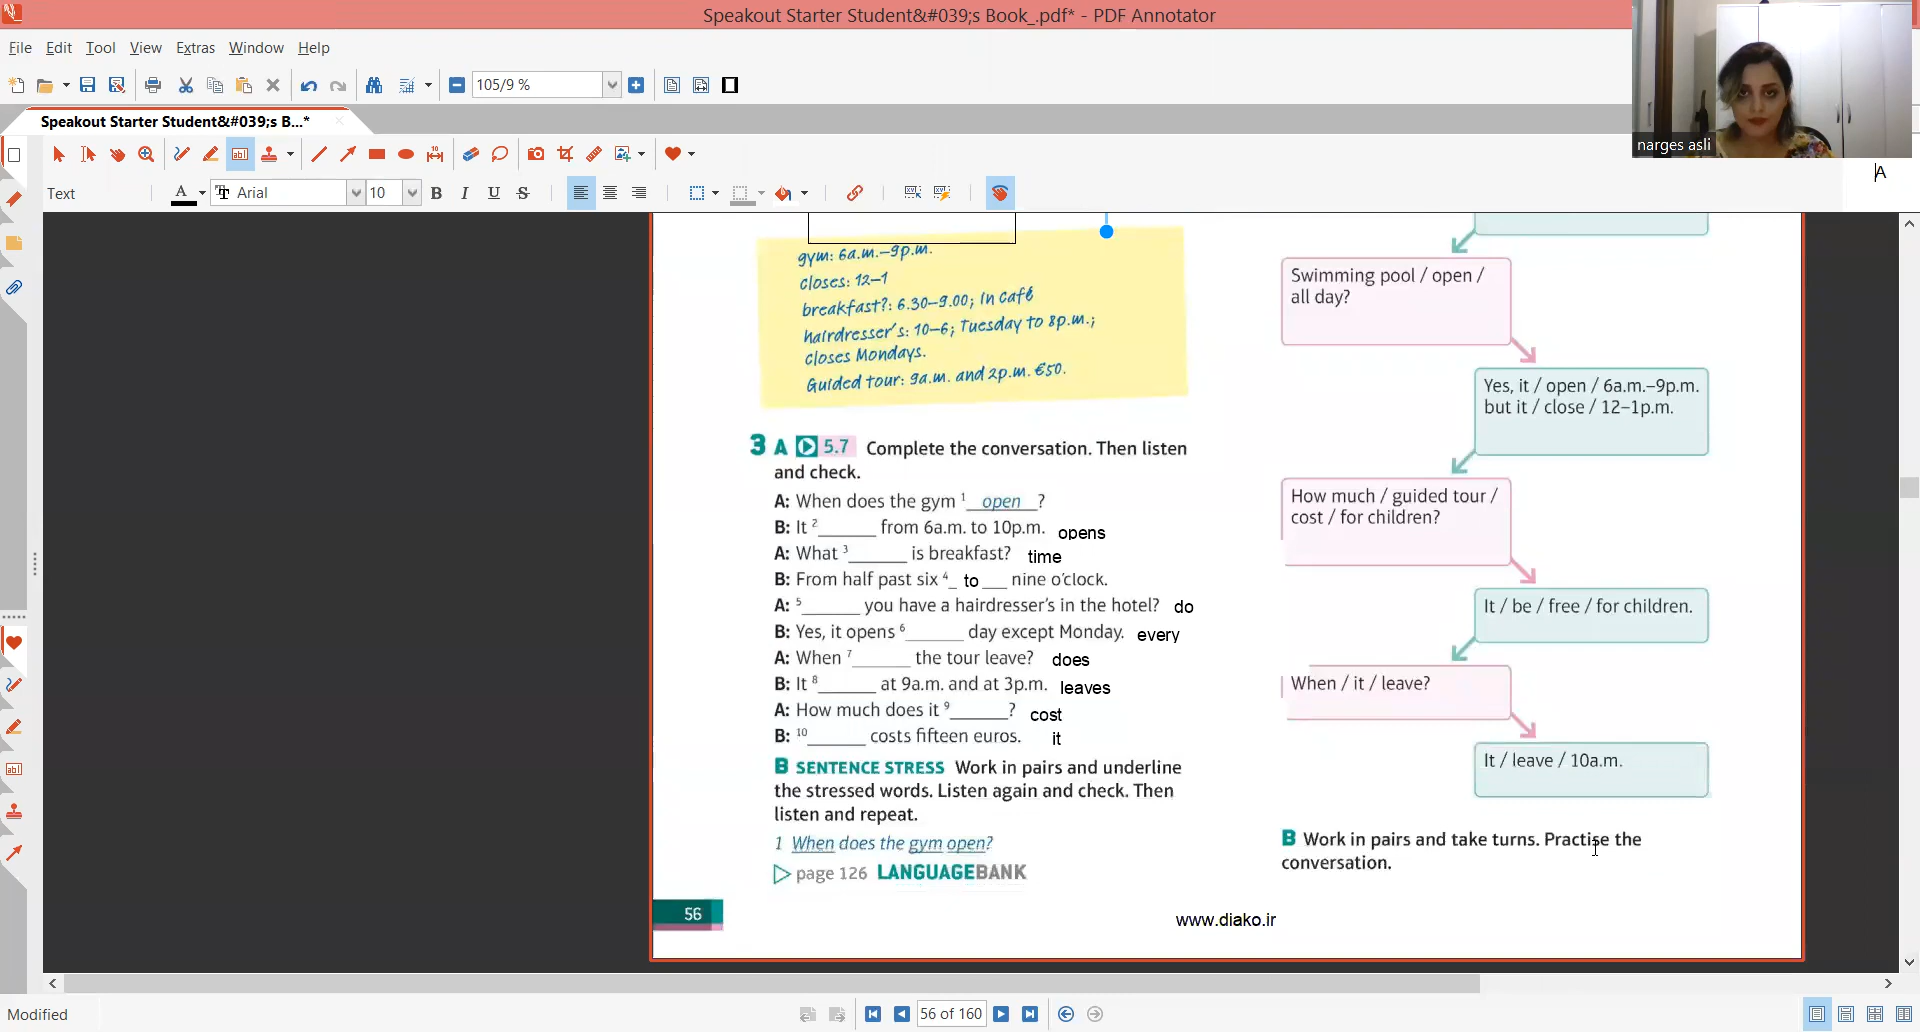 Speakout Starter Student&#039;s Book_.pdf* - PDF Annotator
File Edit Tool View Extras Window Help
105/9 %
Speakout Starter Student&#039;s B...*
narges asli
Text
A
Arial
10
B I U S
A
gym: 6a.m.–9p.m.
closes: 12–1
breakfast?: 6.30–9.00; in café
hairdresser's: 10–6; Tuesday to 8p.m.;
closes Mondays.
Guided tour: 9a.m. and 2p.m. €50.
3 A 5.7 Complete the conversation. Then listen
and check.
A: When does the gym 1 open ?
B: It 2______ from 6a.m. to 10p.m. opens
A: What 3______ is breakfast? time
B: From half past six 4_ to ___ nine o'clock.
A: 5______ you have a hairdresser's in the hotel? do
B: Yes, it opens 6______ day except Monday. every
A: When 7______ the tour leave? does
B: It 8______ at 9a.m. and at 3p.m. leaves
A: How much does it 9______? cost
B: 10______ costs fifteen euros. it
B SENTENCE STRESS Work in pairs and underline
the stressed words. Listen again and check. Then
listen and repeat.
1 When does the gym open?
page 126 LANGUAGEBANK
56
Swimming pool / open /
all day?
Yes, it / open / 6a.m.–9p.m.
but it / close / 12–1p.m.
How much / guided tour /
cost / for children?
It / be / free / for children.
When / it / leave?
It / leave / 10a.m.
B Work in pairs and take turns. Practise the
conversation.
www.diako.ir
Modified
56 of 160